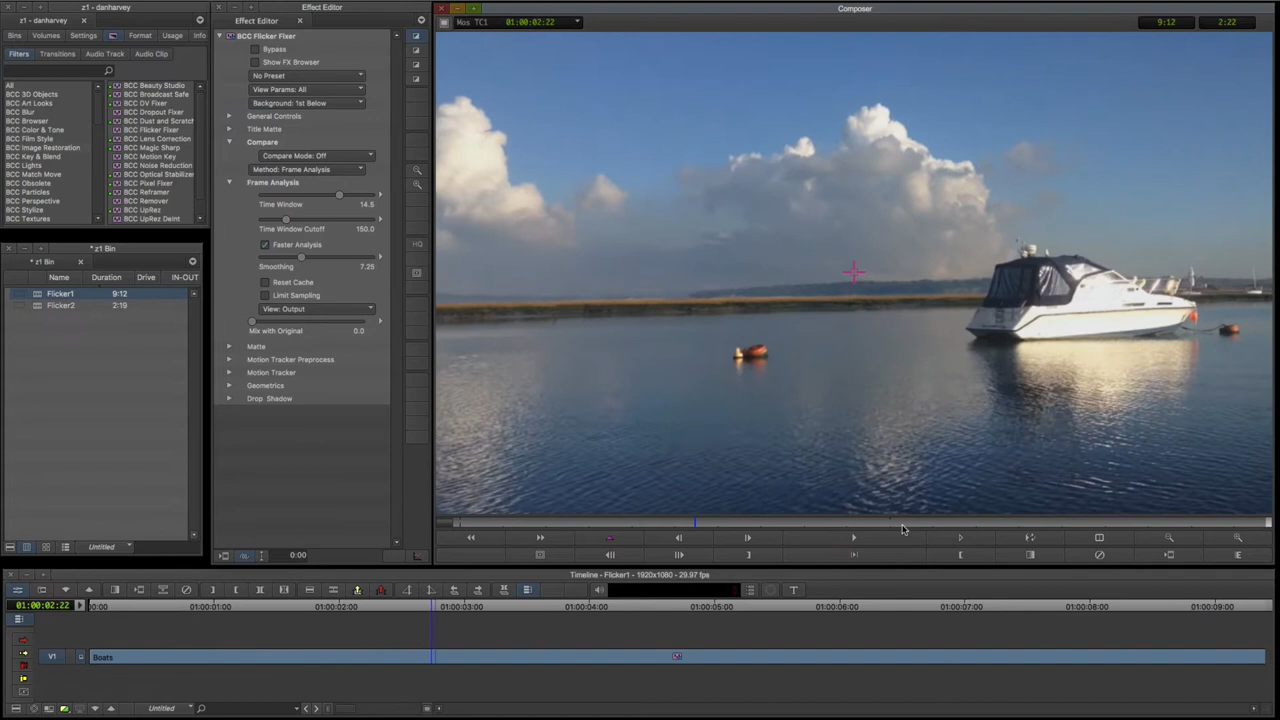 z1 - danharvey
z1 - danharvey
Bins Volumes Settings Format Usage Info
Filters Transitions Audio Track Audio Clip
All
BCC 3D Objects
BCC Art Looks
BCC Blur
BCC Browser
BCC Color & Tone
BCC Film Style
BCC Image Restoration
BCC Key & Blend
BCC Lights
BCC Match Move
BCC Obsolete
BCC Particles
BCC Perspective
BCC Stylize
BCC Textures
BCC Beauty Studio
BCC Broadcast Safe
BCC DV Fixer
BCC Dropout Fixer
BCC Dust and Scratch
BCC Flicker Fixer
BCC Lens Correction
BCC Magic Sharp
BCC Motion Key
BCC Noise Reduction
BCC Optical Stabilize
BCC Pixel Fixer
BCC Reframer
BCC Remover
BCC UpRez
BCC UpRez DeInt
* z1 Bin
* z1 Bin
Name Duration Drive IN-OUT
Flicker1 9:12
Flicker2 2:19
Untitled
Effect Editor
Effect Editor
BCC Flicker Fixer
Bypass
Show FX Browser
No Preset
View Params: All
Background: 1st Below
General Controls
Title Matte
Compare
Compare Mode: Off
Method: Frame Analysis
Frame Analysis
Time Window 14.5
Time Window Cutoff 150.0
Faster Analysis
Smoothing 7.25
Reset Cache
Limit Sampling
View: Output
Mix with Original 0.0
Matte
Motion Tracker Preprocess
Motion Tracker
Geometrics
Drop Shadow
0:00
HQ
Composer
Mas TC1 01:00:02:22
9:12 2:22
Timeline - Flicker1 - 1920x1080 - 29.97 fps
01:00:02:22
00:00 01:00:01:00 01:00:02:00 01:00:03:00 01:00:04:00 01:00:05:00 01:00:06:00 01:00:07:00 01:00:08:00 01:00:09:00
V1 Boats
Untitled